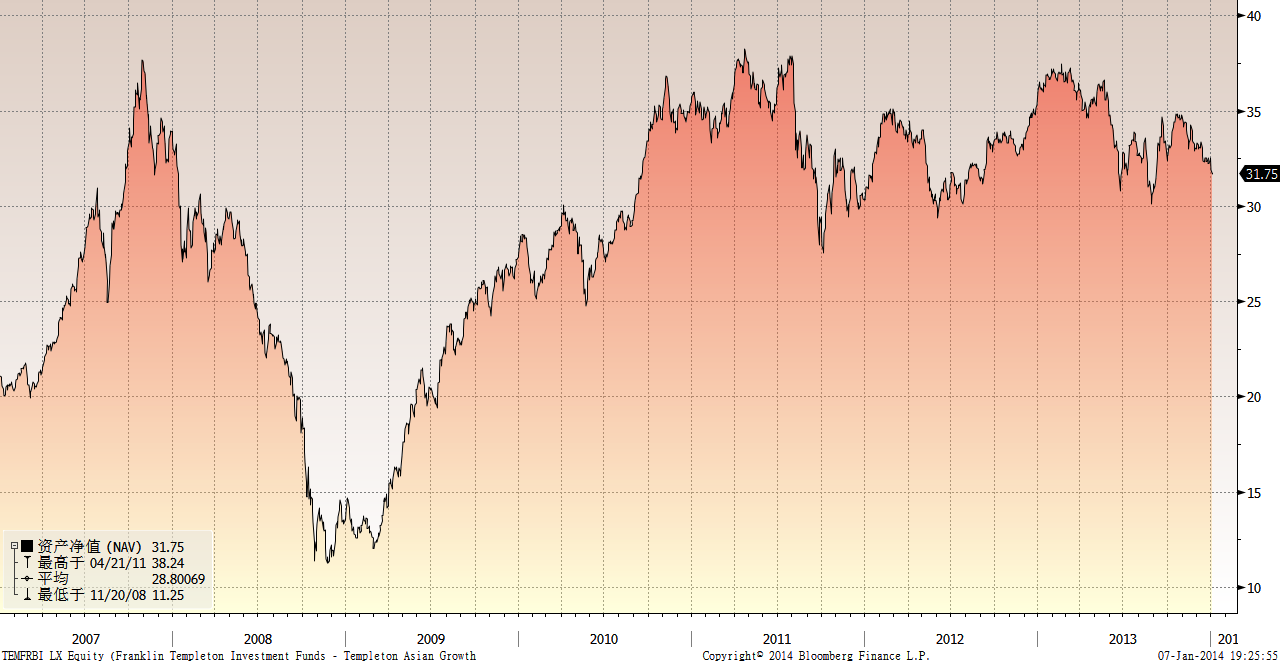 40
35
31.75
30
25
20
15
10
资产净值 (NAV) 31.75
最高于 04/21/11 38.24
平均 28.80069
最低于 11/20/08 11.25
2007 2008 2009 2010 2011 2012 2013 201
TEMFRBI LX Equity (Franklin Templeton Investment Funds - Templeton Asian Growth Copyright© 2014 Bloomberg Finance L.P. 07-Jan-2014 19:25:55